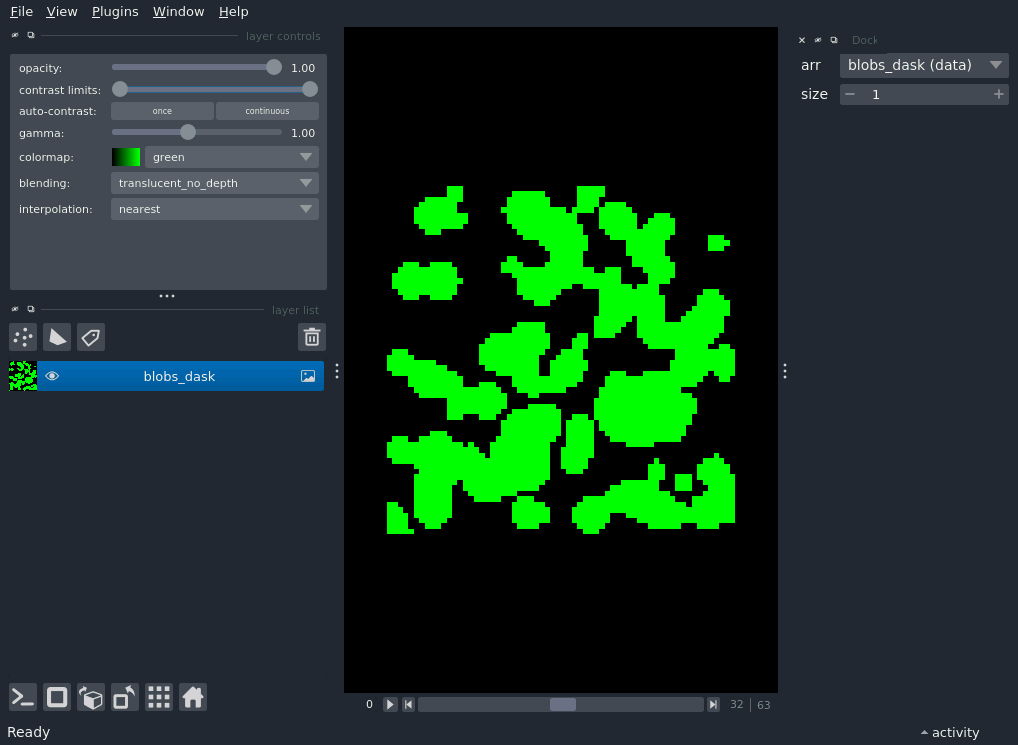 File View Plugins Window Help
layer controls
opacity: 1.00
contrast limits:
auto-contrast: once continuous
gamma: 1.00
colormap: green
blending: translucent_no_depth
interpolation: nearest
layer list
blobs_dask
Dock
arr blobs_dask (data)
size 1
0 32 63
Ready
activity